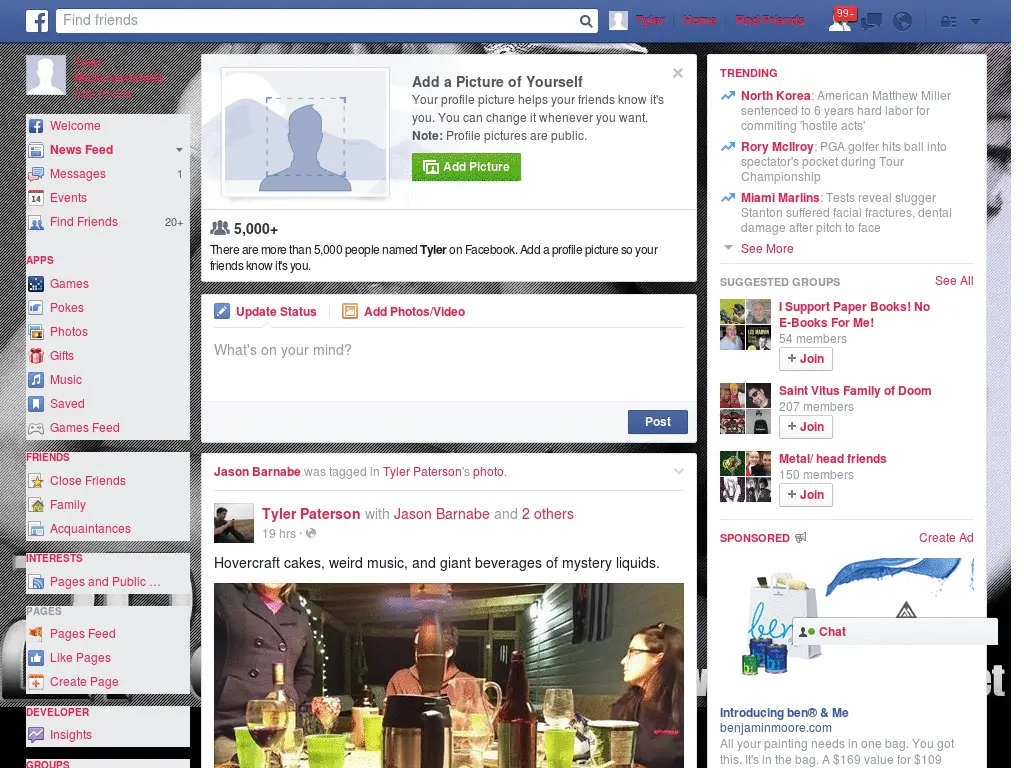 Find friends
Tyler
Home
Find Friends
99+
Tyler
Welcome
News Feed
Messages 1
Events
14
Find Friends 20+
APPS
Games
Pokes
Photos
Gifts
Music
Saved
Games Feed
FRIENDS
Close Friends
Family
Acquaintances
INTERESTS
Pages and Public ...
PAGES
Pages Feed
Like Pages
Create Page
DEVELOPER
Insights
GROUPS
Add a Picture of Yourself
Your profile picture helps your friends know it's
you. You can change it whenever you want.
Note: Profile pictures are public.
Add Picture
5,000+
There are more than 5,000 people named Tyler on Facebook. Add a profile picture so your
friends know it's you.
Update Status
Add Photos/Video
What's on your mind?
Post
Jason Barnabe was tagged in Tyler Paterson's photo.
Tyler Paterson with Jason Barnabe and 2 others
19 hrs ·
Hovercraft cakes, weird music, and giant beverages of mystery liquids.
TRENDING
North Korea: American Matthew Miller
sentenced to 6 years hard labor for
commiting 'hostile acts'
Rory McIlroy: PGA golfer hits ball into
spectator's pocket during Tour
Championship
Miami Marlins: Tests reveal slugger
Stanton suffered facial fractures, dental
damage after pitch to face
See More
SUGGESTED GROUPS See All
I Support Paper Books! No
E-Books For Me!
54 members
+ Join
Saint Vitus Family of Doom
207 members
+ Join
Metal/ head friends
150 members
+ Join
SPONSORED Create Ad
ben
Chat
et
Introducing ben® & Me
benjaminmoore.com
All your painting needs in one bag. You got
this. It's in the bag. A $169 value for $109